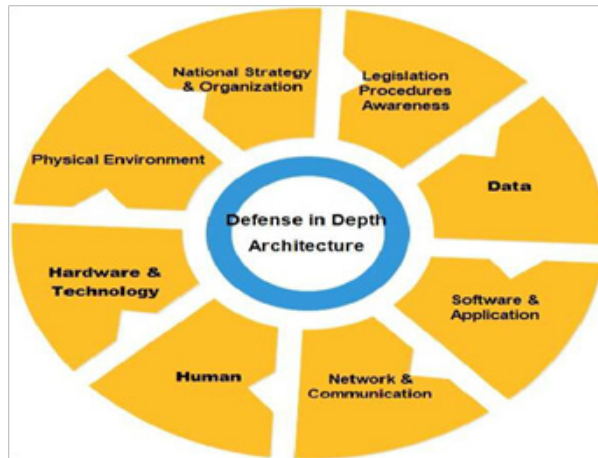 National Strategy
& Organization
Legislation
Procedures
Awareness
Physical Environment
Data
Defense in Depth
Architecture
Hardware &
Technology
Software &
Application
Human
Network &
Communication